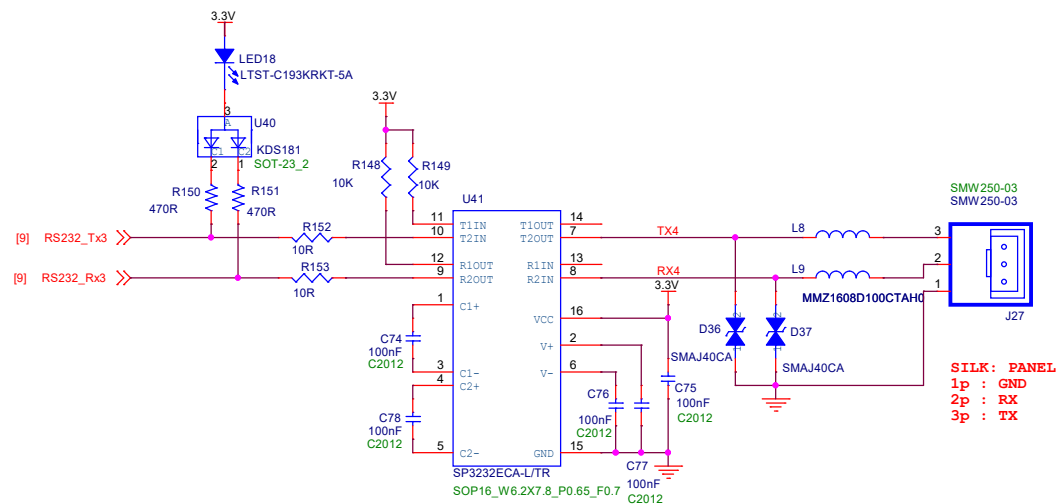 3.3V
LED18
LTST-C193KRKT-5A
3
A
U40
C1
C2
KDS181
SOT-23_2
2
1
3.3V
R148
R149
10K
10K
R150
R151
470R
470R
U41
SMW250-03
SMW250-03
11
T1IN
T1OUT
14
[9] RS232_Tx3
R152
10R
10
T2IN
T2OUT
7
TX4
L8
3
12
R1OUT
R1IN
13
2
[9] RS232_Rx3
R153
10R
9
R2OUT
R2IN
8
RX4
L9
1
3.3V
MMZ1608D100CTAH0
J27
1
C1+
VCC
16
D36
D37
C74
100nF
C2012
V+
2
SMAJ40CA
SMAJ40CA
3
C1-
V-
6
4
C2+
C76
100nF
C2012
C75
100nF
C2012
C78
100nF
C2012
5
C2-
GND
15
C77
100nF
C2012
SP3232ECA-L/TR
SOP16_W6.2X7.8_P0.65_F0.7
SILK: PANEL
1p : GND
2p : RX
3p : TX